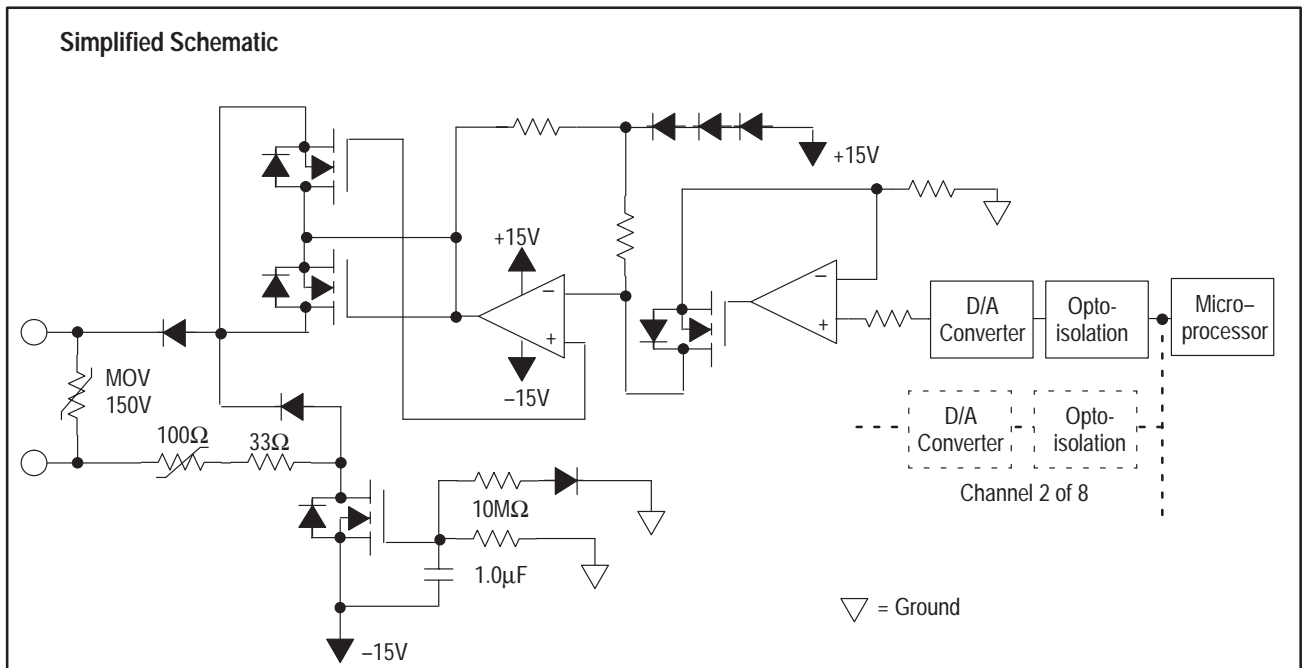 Simplified Schematic
+15V
+15V
–
+
–15V
–
+
D/A
Converter
Opto-
isolation
Micro–
processor
MOV
150V
100Ω
33Ω
D/A
Converter
Opto-
isolation
Channel 2 of 8
10MΩ
1.0μF
–15V
= Ground